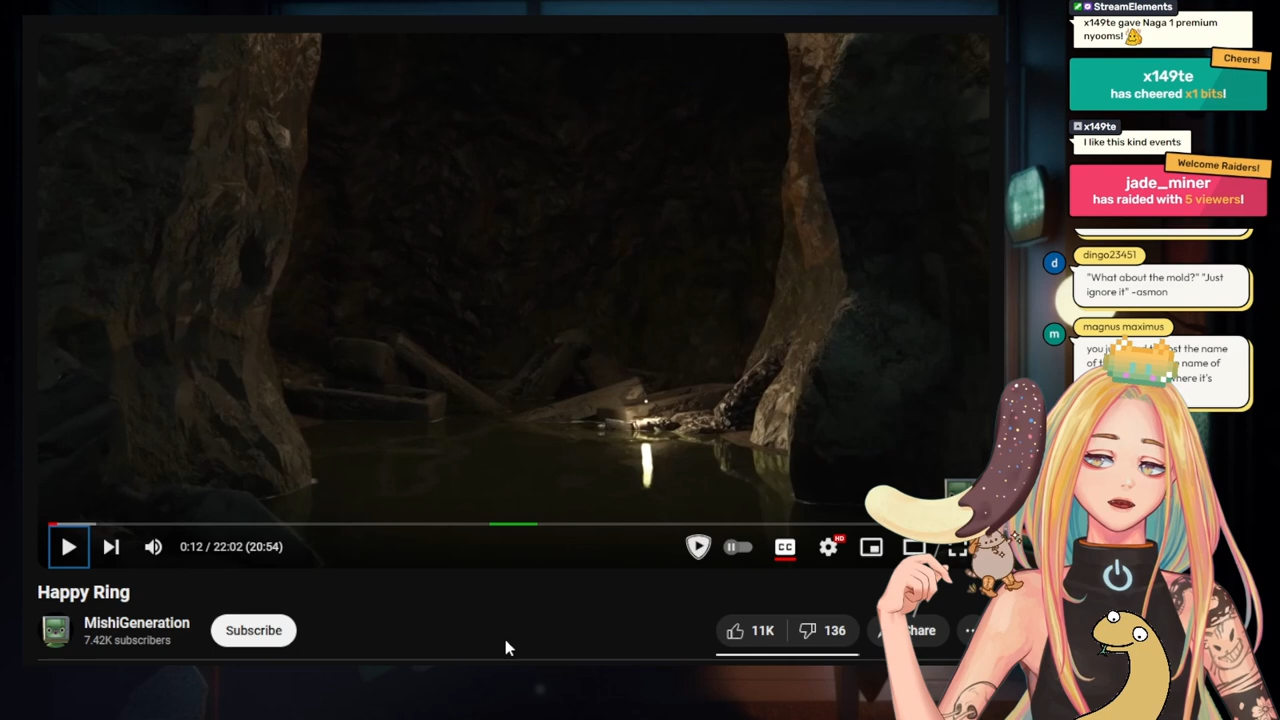 StreamElements
x149te gave Naga 1 premium
nyooms!
Cheers!
x149te
has cheered x1 bits!
x149te
I like this kind events
Welcome Raiders!
jade_miner
has raided with 5 viewers!
dingo23451
"What about the mold?" "Just
ignore it" -asmon
magnus maximus
you
the name
name of
it's
0:12 / 22:02 (20:54)
CC
HD
Happy Ring
MishiGeneration
7.42K subscribers
Subscribe
11K
136